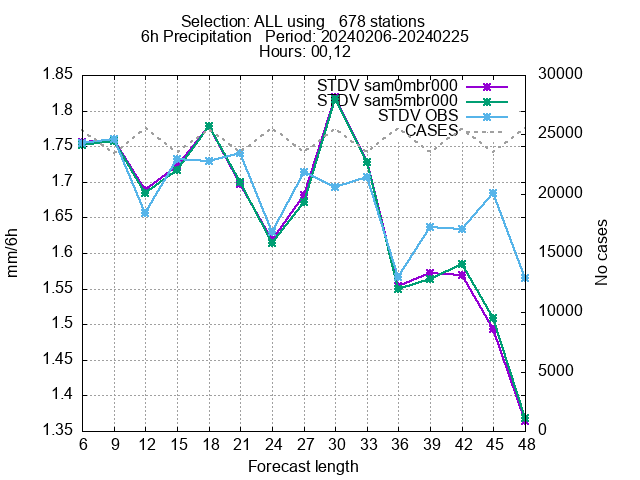 Selection: ALL using   678 stations
6h Precipitation   Period: 20240206-20240225
Hours: 00,12
STDV sam0mbr000
STDV sam5mbr000
STDV OBS
CASES
1.85
1.8
1.75
1.7
1.65
1.6
1.55
1.5
1.45
1.4
1.35
mm/6h
30000
25000
20000
15000
10000
5000
0
No cases
6 9 12 15 18 21 24 27 30 33 36 39 42 45 48
Forecast length